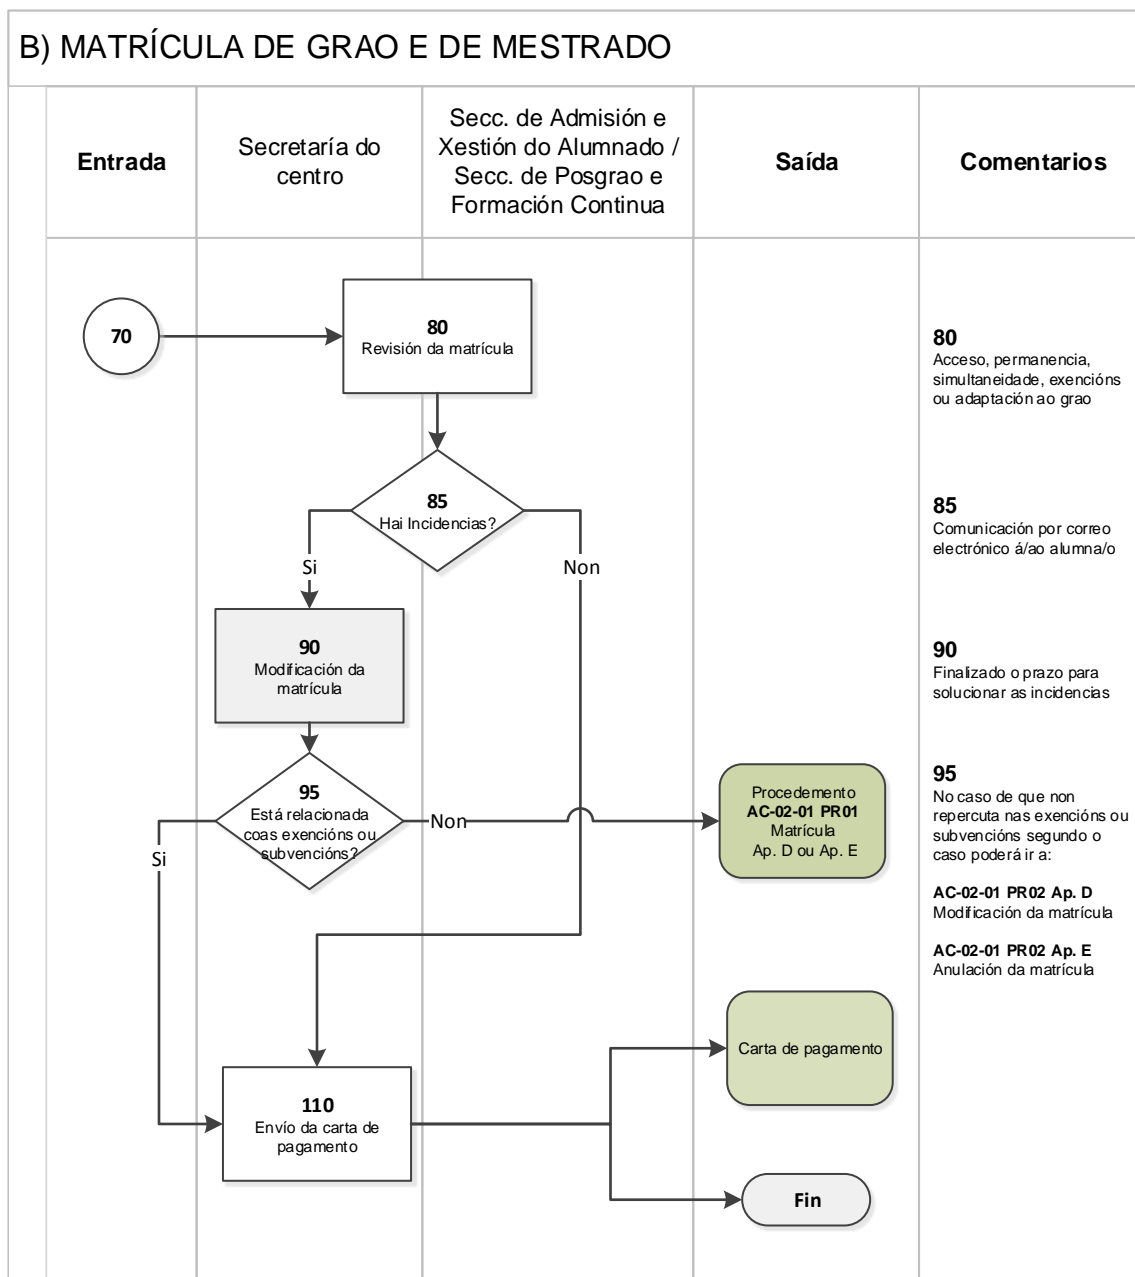 B) MATRÍCULA DE GRAO E DE MESTRADO
Entrada
Secretaría do
centro
Secc. de Admisión e
Xestión do Alumnado /
Secc. de Posgrao e
Formación Continua
Saída
Comentarios
70
80
Revisión da matrícula
80
Acceso, permanencia,
simultaneidade, exencións
ou adaptación ao grao
85
Hai Incidencias?
85
Comunicación por correo
electrónico á/ao alumna/o
Si
Non
90
Modificación da
matrícula
90
Finalizado o prazo para
solucionar as incidencias
95
Está relacionada
coas exencións ou
subvencións?
Non
Si
Procedemento
AC-02-01 PR01
Matrícula
Ap. D ou Ap. E
95
No caso de que non
repercuta nas exencións ou
subvencións segundo o
caso poderá ir a:
AC-02-01 PR02 Ap. D
Modificación da matrícula
AC-02-01 PR02 Ap. E
Anulación da matrícula
Carta de pagamento
110
Envío da carta de
pagamento
Fin